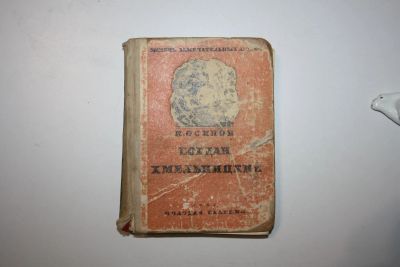 ЖИЗНЬ ЗАМЕЧАТЕЛЬНЫХ ЛЮДЕЙ
К. ОСИПОВ
БОГДАН
ХМЕЛЬНИЦКИЙ
МОЛОДАЯ ГВАРДИЯ